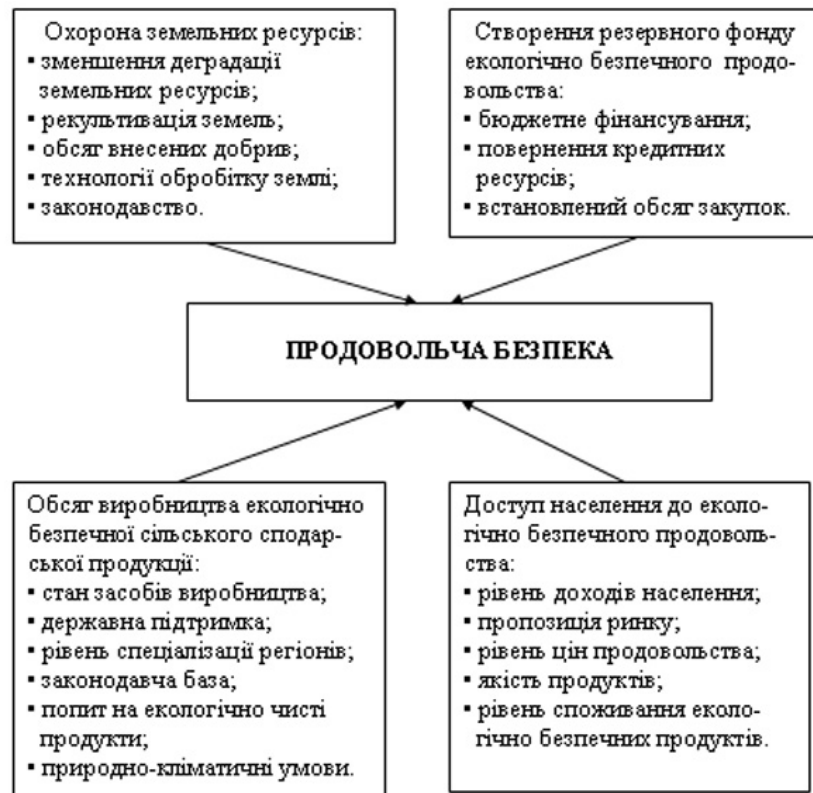 Охорона земельних ресурсів:
▪ зменшення деградації
земельних ресурсів;
▪ рекультивація земель;
▪ обсяг внесених добрив;
▪ технології обробітку землі;
▪ законодавство.
Створення резервного фонду
екологічно безпечного продо-
вольства:
▪ бюджетне фінансування;
▪ повернення кредитних
ресурсів;
▪ встановлений обсяг закупок.
ПРОДОВОЛЬЧА БЕЗПЕКА
Обсяг виробництва екологічно
безпечної сільського сподар-
ської продукції:
▪ стан засобів виробництва;
▪ державна підтримка;
▪ рівень спеціалізації регіонів;
▪ законодавча база;
▪ попит на екологічно чисті
продукти;
▪ природно-кліматичні умови.
Доступ населення до еколо-
гічно безпечного продоволь-
ства:
▪ рівень доходів населення;
▪ пропозиція ринку;
▪ рівень цін продовольства;
▪ якість продуктів;
▪ рівень споживання еколо-
гічно безпечних продуктів.